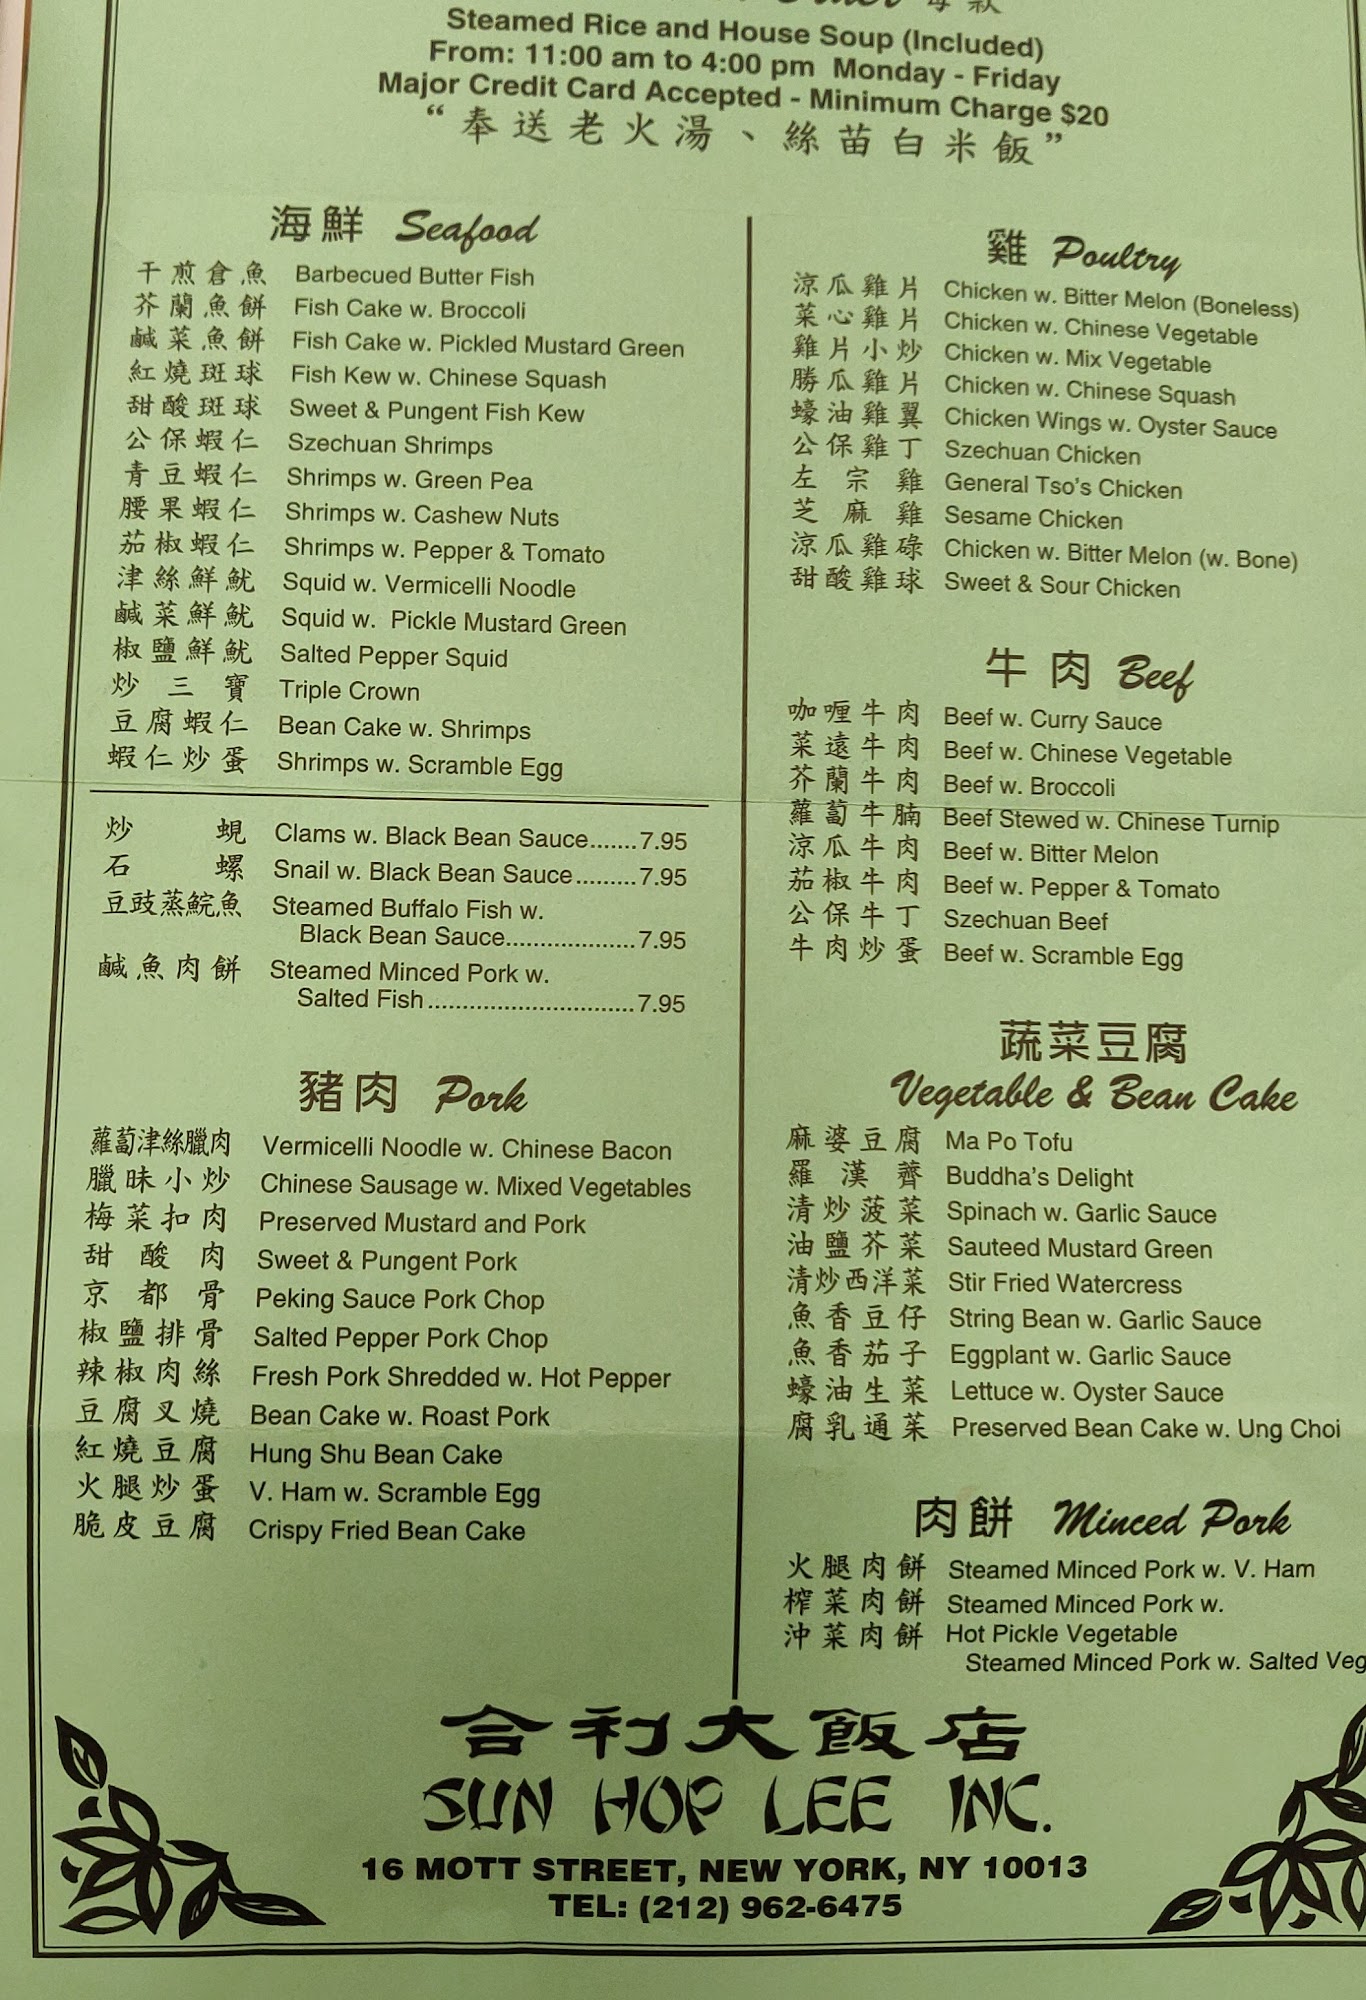 Steamed Rice and House Soup (Included)
From: 11:00 am to 4:00 pm Monday - Friday
Major Credit Card Accepted - Minimum Charge $20
“奉送老火湯、絲苗白米飯”
海鮮 Seafood
干煎倉魚 Barbecued Butter Fish
芥蘭魚餅 Fish Cake w. Broccoli
鹹菜魚餅 Fish Cake w. Pickled Mustard Green
紅燒斑球 Fish Kew w. Chinese Squash
甜酸斑球 Sweet & Pungent Fish Kew
公保蝦仁 Szechuan Shrimps
青豆蝦仁 Shrimps w. Green Pea
腰果蝦仁 Shrimps w. Cashew Nuts
茄椒蝦仁 Shrimps w. Pepper & Tomato
津絲鮮魷 Squid w. Vermicelli Noodle
鹹菜鮮魷 Squid w. Pickle Mustard Green
椒鹽鮮魷 Salted Pepper Squid
炒三寶 Triple Crown
豆腐蝦仁 Bean Cake w. Shrimps
蝦仁炒蛋 Shrimps w. Scramble Egg
炒蜆 Clams w. Black Bean Sauce.......7.95
石螺 Snail w. Black Bean Sauce.........7.95
豆豉蒸鯇魚 Steamed Buffalo Fish w.
Black Bean Sauce...................7.95
鹹魚肉餅 Steamed Minced Pork w.
Salted Fish..............................7.95
豬肉 Pork
蘿蔔津絲臘肉 Vermicelli Noodle w. Chinese Bacon
臘味小炒 Chinese Sausage w. Mixed Vegetables
梅菜扣肉 Preserved Mustard and Pork
甜酸肉 Sweet & Pungent Pork
京都骨 Peking Sauce Pork Chop
椒鹽排骨 Salted Pepper Pork Chop
辣椒肉絲 Fresh Pork Shredded w. Hot Pepper
豆腐叉燒 Bean Cake w. Roast Pork
紅燒豆腐 Hung Shu Bean Cake
火腿炒蛋 V. Ham w. Scramble Egg
脆皮豆腐 Crispy Fried Bean Cake
雞 Poultry
涼瓜雞片 Chicken w. Bitter Melon (Boneless)
菜心雞片 Chicken w. Chinese Vegetable
雞片小炒 Chicken w. Mix Vegetable
勝瓜雞片 Chicken w. Chinese Squash
蠔油雞翼 Chicken Wings w. Oyster Sauce
公保雞丁 Szechuan Chicken
左宗雞 General Tso's Chicken
芝麻雞 Sesame Chicken
涼瓜雞碌 Chicken w. Bitter Melon (w. Bone)
甜酸雞球 Sweet & Sour Chicken
牛肉 Beef
咖喱牛肉 Beef w. Curry Sauce
菜遠牛肉 Beef w. Chinese Vegetable
芥蘭牛肉 Beef w. Broccoli
蘿蔔牛腩 Beef Stewed w. Chinese Turnip
涼瓜牛肉 Beef w. Bitter Melon
茄椒牛肉 Beef w. Pepper & Tomato
公保牛丁 Szechuan Beef
牛肉炒蛋 Beef w. Scramble Egg
蔬菜豆腐
Vegetable & Bean Cake
麻婆豆腐 Ma Po Tofu
羅漢齋 Buddha's Delight
清炒菠菜 Spinach w. Garlic Sauce
油鹽芥菜 Sauteed Mustard Green
清炒西洋菜 Stir Fried Watercress
魚香豆仔 String Bean w. Garlic Sauce
魚香茄子 Eggplant w. Garlic Sauce
蠔油生菜 Lettuce w. Oyster Sauce
腐乳通菜 Preserved Bean Cake w. Ung Choi
肉餅 Minced Pork
火腿肉餅 Steamed Minced Pork w. V. Ham
榨菜肉餅 Steamed Minced Pork w.
沖菜肉餅 Hot Pickle Vegetable
Steamed Minced Pork w. Salted Veg
合利大飯店
SUN HOP LEE INC.
16 MOTT STREET, NEW YORK, NY 10013
TEL: (212) 962-6475